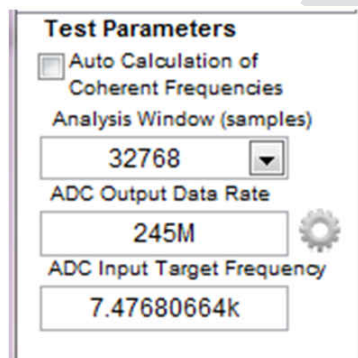 Test Parameters
Auto Calculation of
Coherent Frequencies
Analysis Window (samples)
32768
ADC Output Data Rate
245M
ADC Input Target Frequency
7.47680664k